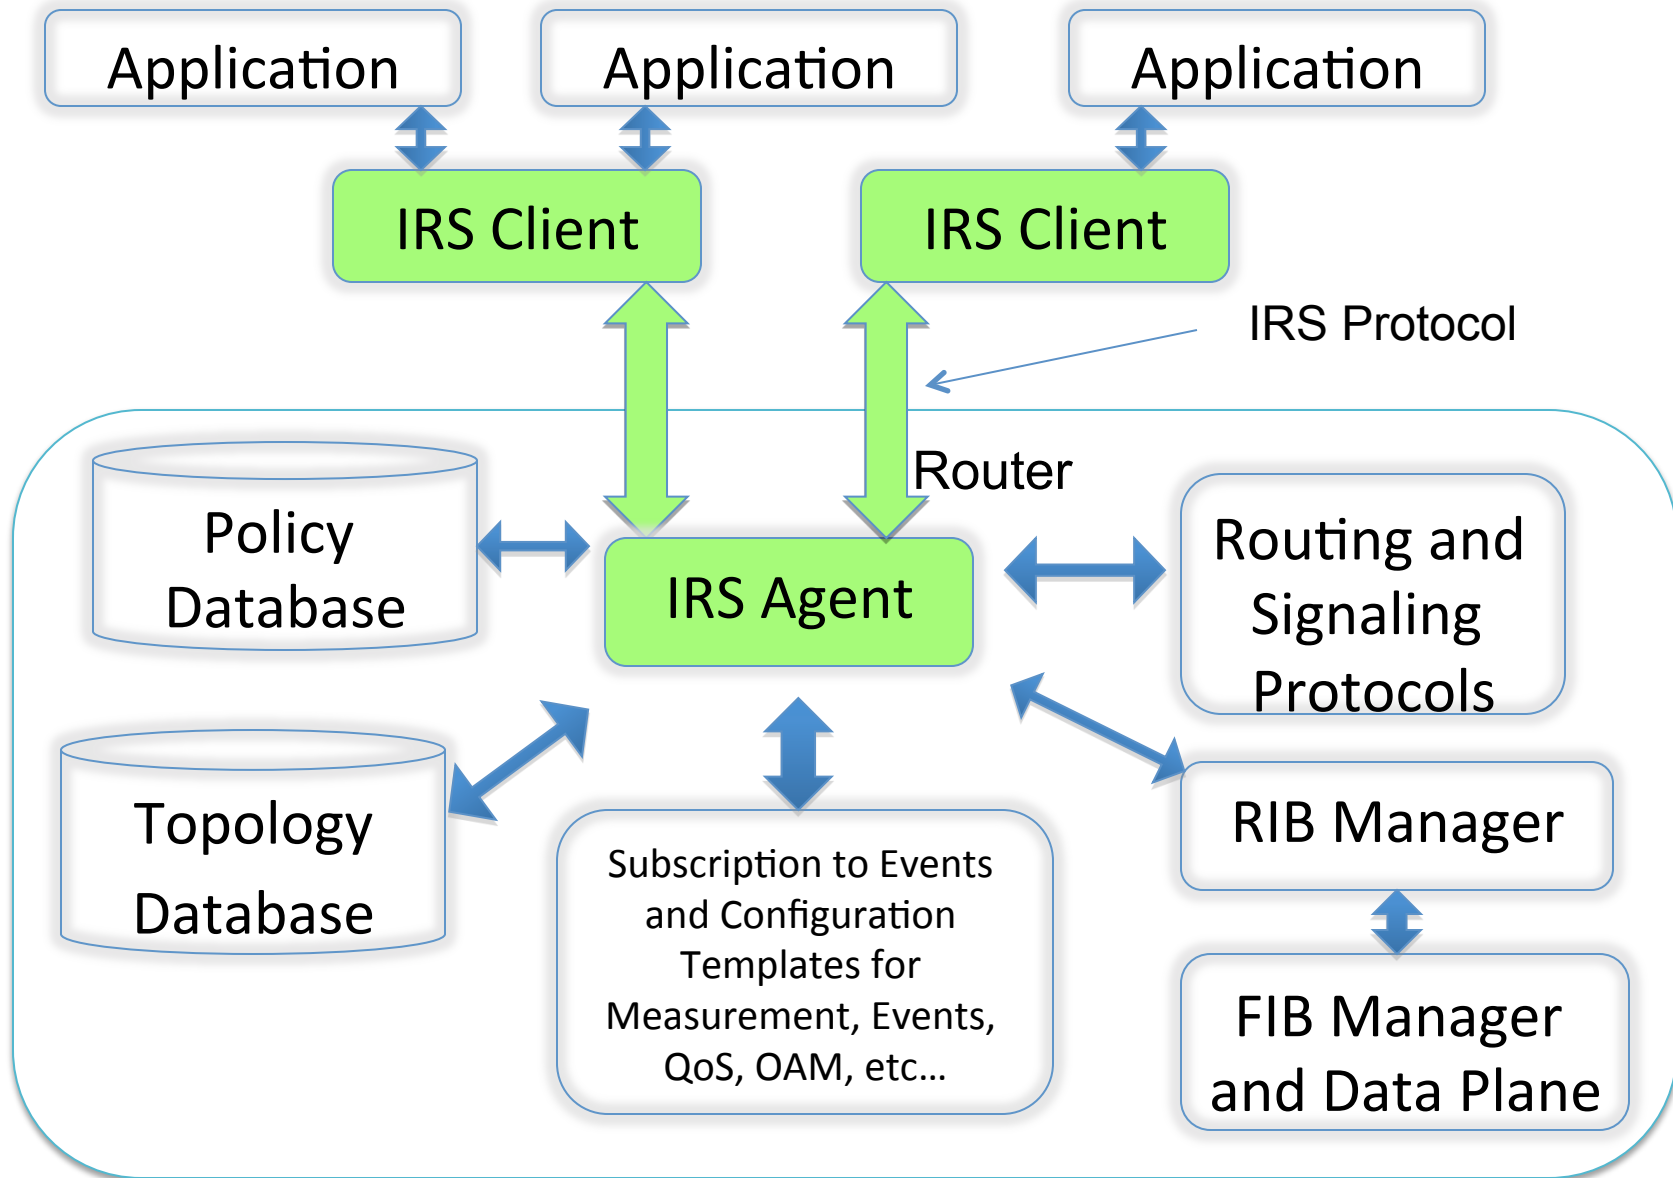 Application
Application
Application
IRS Client
IRS Client
IRS Protocol
Router
Policy
Database
IRS Agent
Routing and
Signaling
Protocols
Topology
Database
Subscription to Events
and Configuration
Templates for
Measurement, Events,
QoS, OAM, etc...
RIB Manager
FIB Manager
and Data Plane